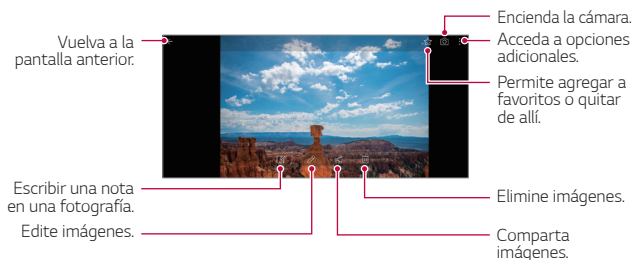 Vuelva a la
pantalla anterior.
Escribir una nota
en una fotografía.
Edite imágenes.
Encienda la cámara.
Acceda a opciones
adicionales.
Permite agregar a
favoritos o quitar
de allí.
Elimine imágenes.
Comparta
imágenes.